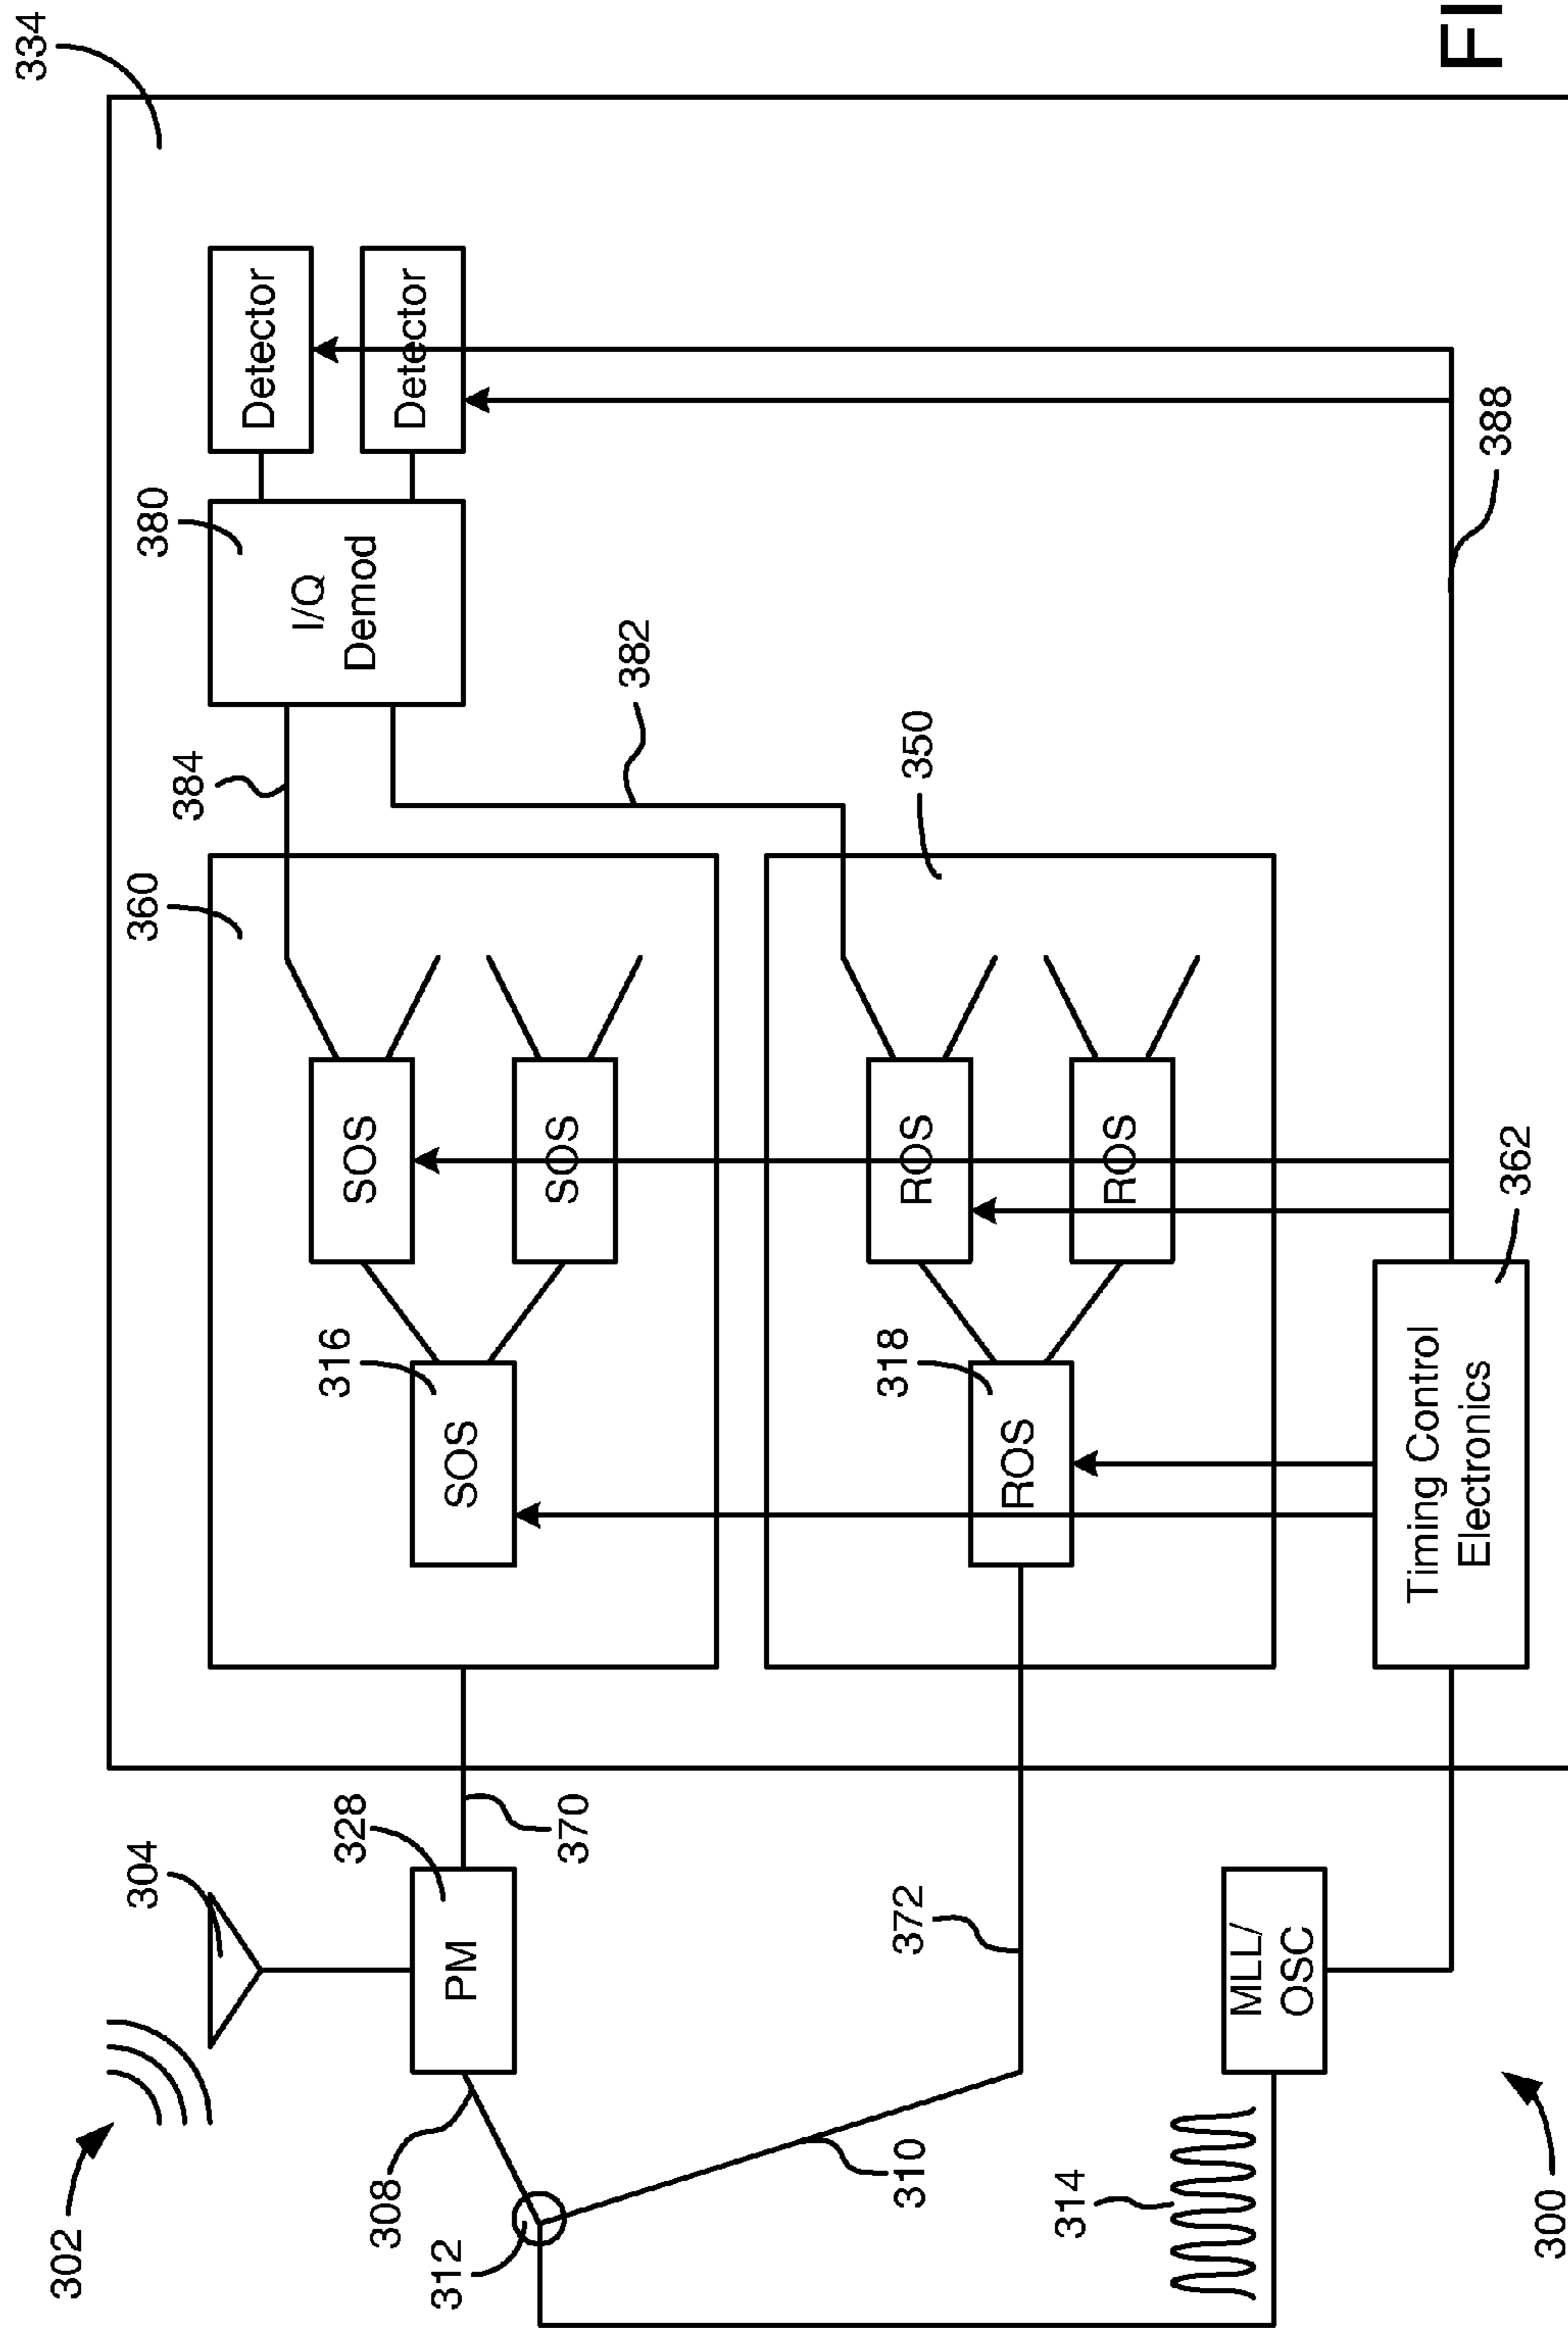 302
304
308
312
PM
328
370
310
372
314
MLL/
OSC
300
334
360
316
SOS
SOS
SOS
384
380
I/Q
Demod
Detector
Detector
382
350
318
ROS
ROS
ROS
Timing Control
Electronics
362
388